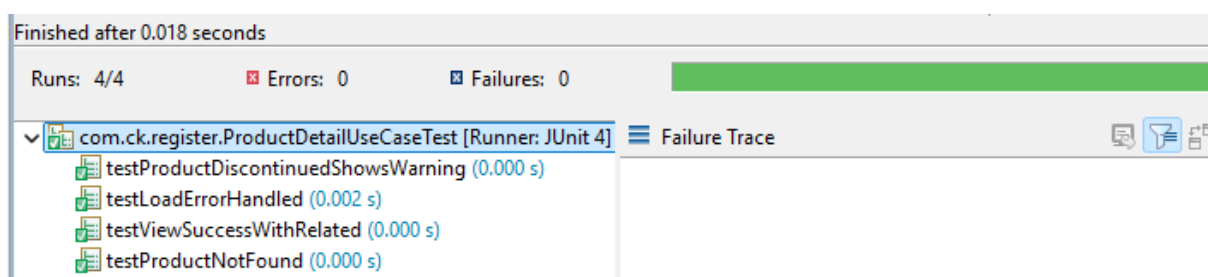 Finished after 0.018 seconds
Runs: 4/4 Errors: 0 Failures: 0
com.ck.register.ProductDetailUseCaseTest [Runner: JUnit 4] Failure Trace
testProductDiscontinuedShowsWarning (0.000 s)
testLoadErrorHandled (0.002 s)
testViewSuccessWithRelated (0.000 s)
testProductNotFound (0.000 s)